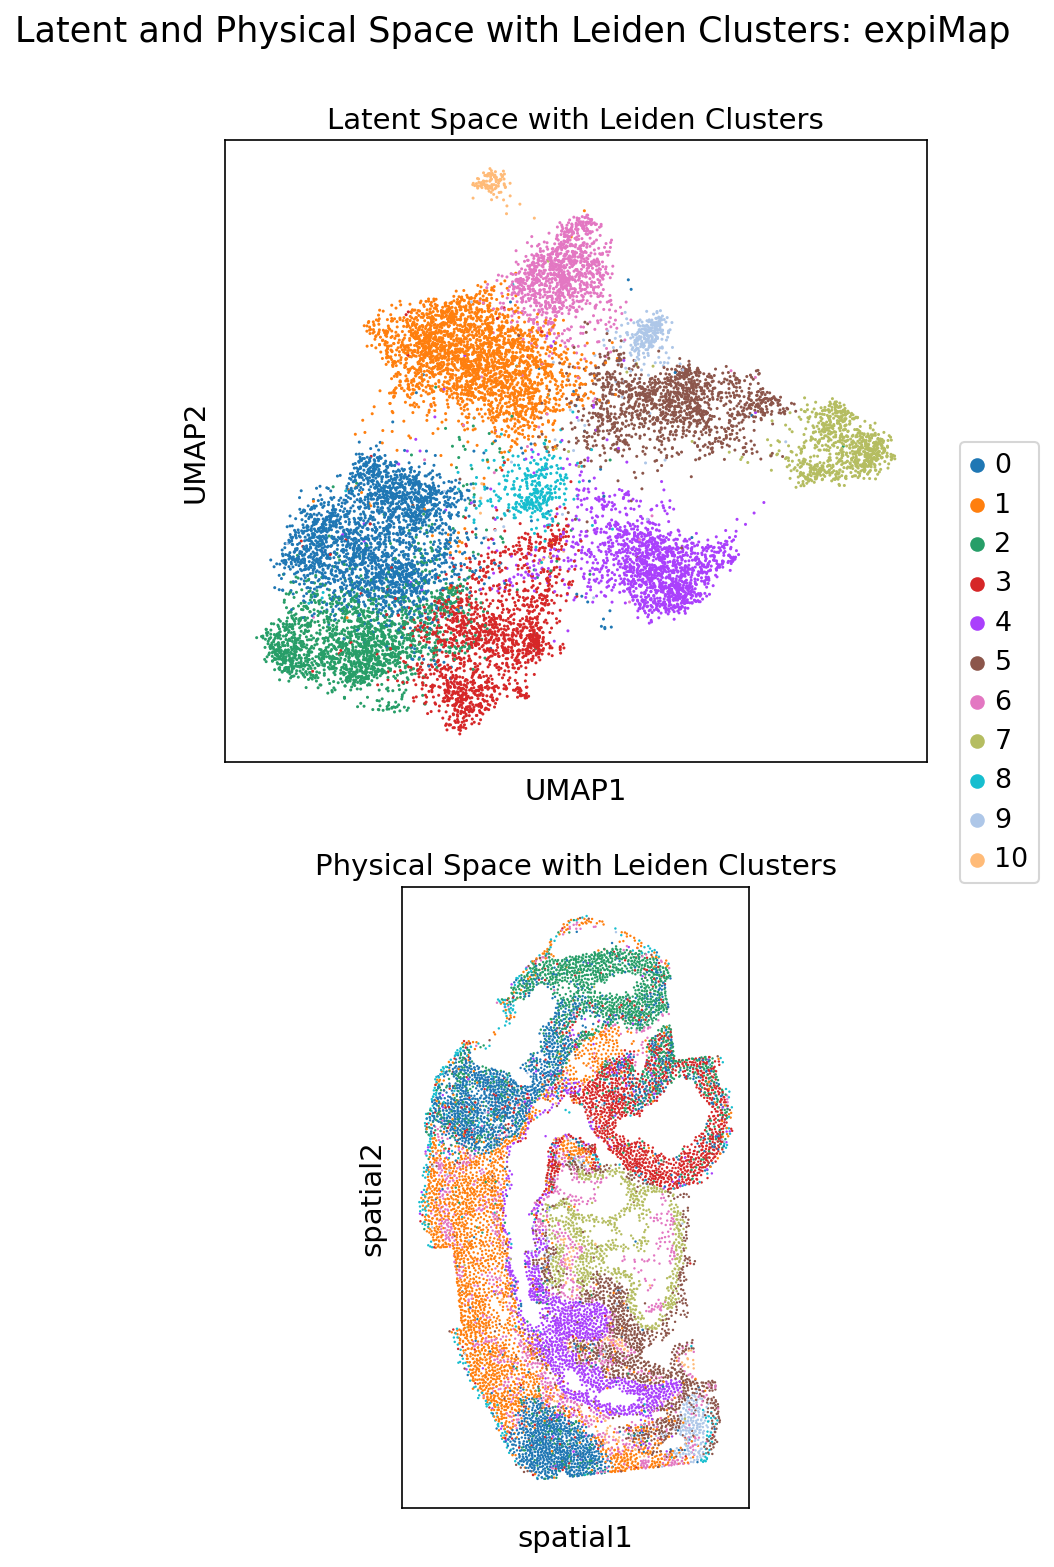 Latent and Physical Space with Leiden Clusters: expiMap
Latent Space with Leiden Clusters
UMAP2
UMAP1
0
1
2
3
4
5
6
7
8
9
10
Physical Space with Leiden Clusters
spatial2
spatial1